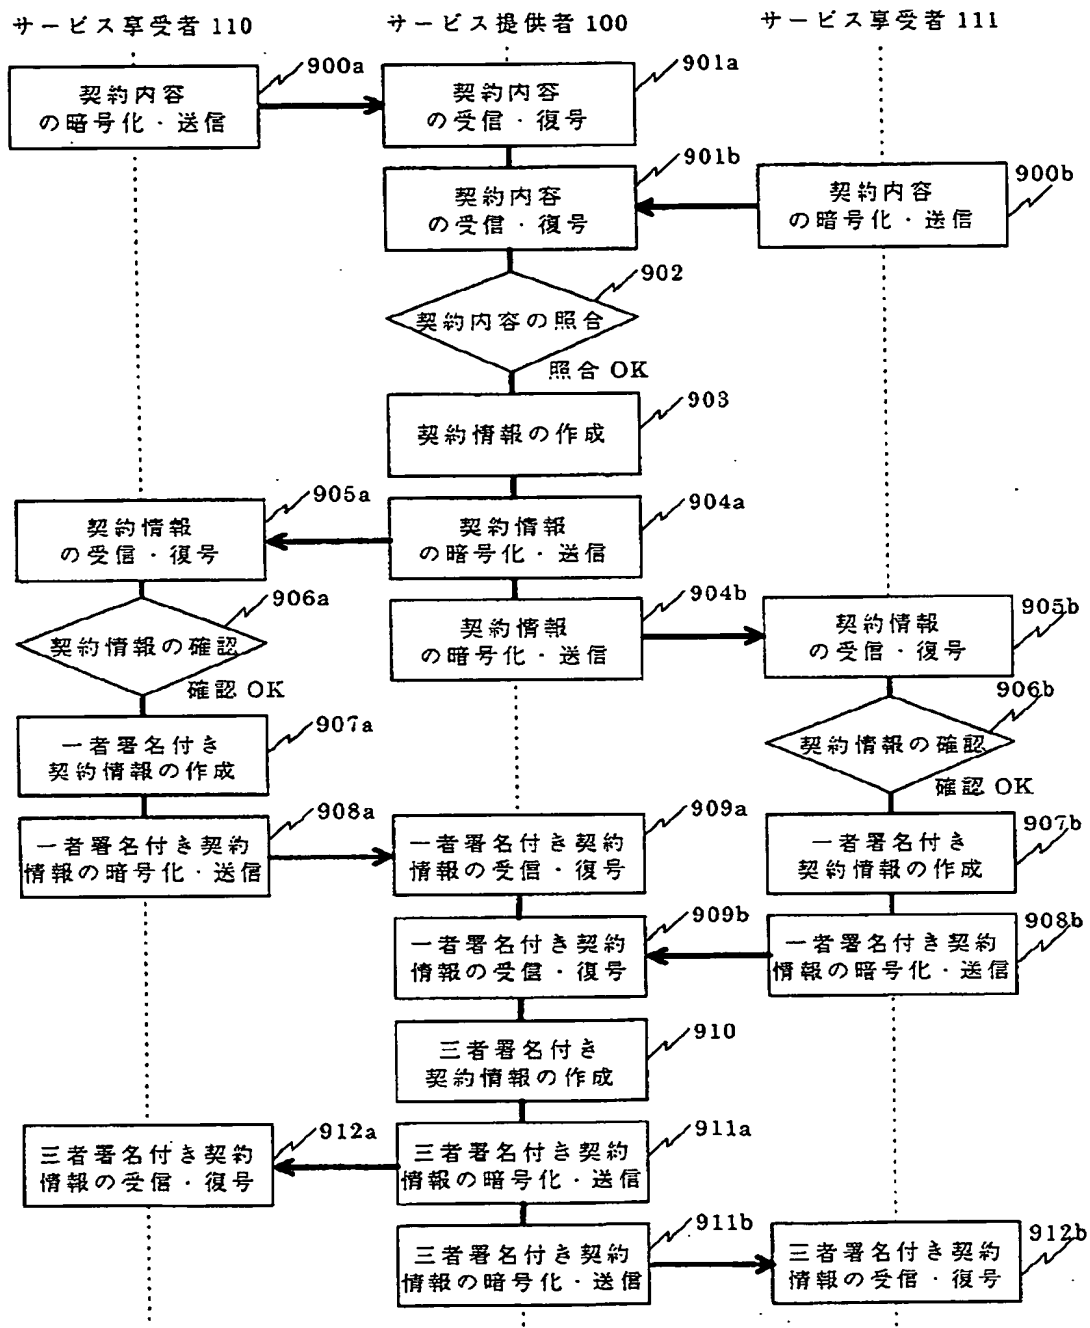 サービス享受者 110
サービス提供者 100
サービス享受者 111
900a
契約内容
の暗号化・送信
901a
契約内容
の受信・復号
901b
契約内容
の受信・復号
900b
契約内容
の暗号化・送信
902
契約内容の照合
照合 OK
903
契約情報の作成
904a
契約情報
の暗号化・送信
905a
契約情報
の受信・復号
904b
契約情報
の暗号化・送信
905b
契約情報
の受信・復号
906a
契約情報の確認
確認 OK
906b
契約情報の確認
確認 OK
907a
一者署名付き
契約情報の作成
907b
一者署名付き
契約情報の作成
908a
一者署名付き契約
情報の暗号化・送信
909a
一者署名付き契約
情報の受信・復号
909b
一者署名付き契約
情報の受信・復号
908b
一者署名付き契約
情報の暗号化・送信
910
三者署名付き
契約情報の作成
911a
三者署名付き契約
情報の暗号化・送信
912a
三者署名付き契約
情報の受信・復号
911b
三者署名付き契約
情報の暗号化・送信
912b
三者署名付き契約
情報の受信・復号